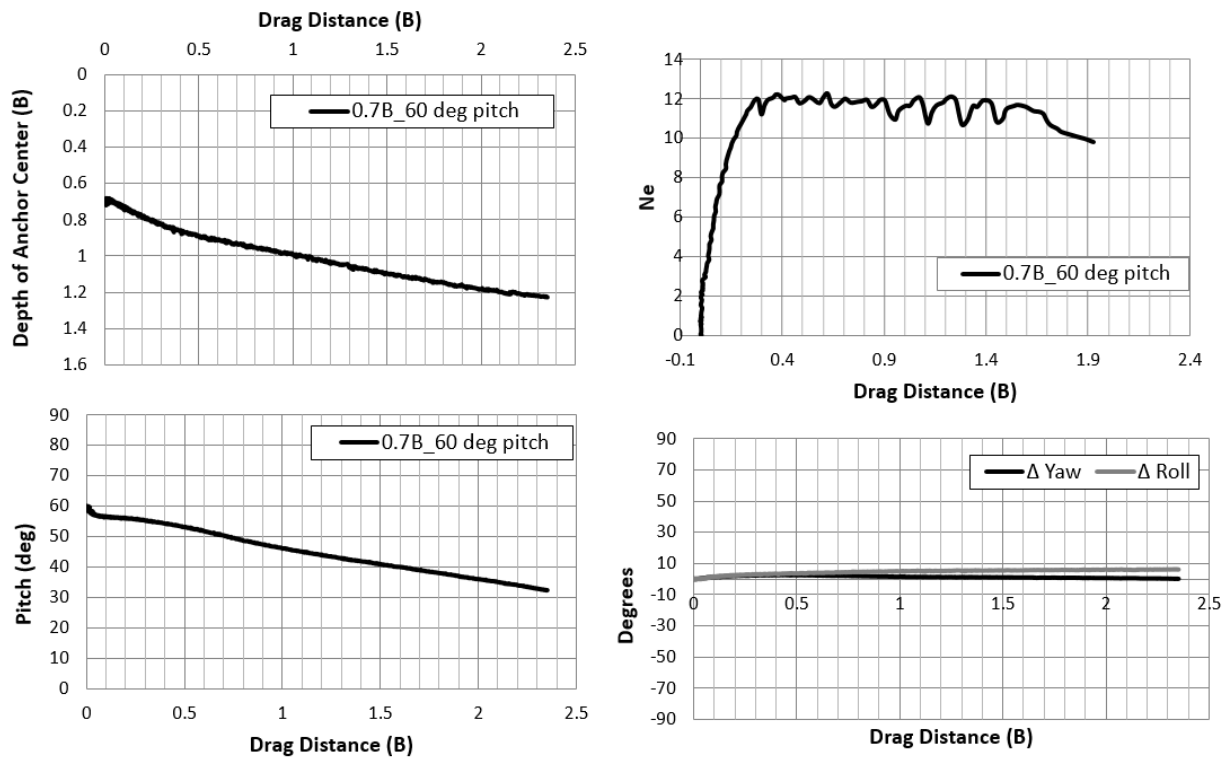 Drag Distance (B)
0 0.5 1 1.5 2 2.5
0
0.2
0.4
0.6
0.8
1
1.2
1.4
1.6
Depth of Anchor Center (B)
0.7B_60 deg pitch
14
12
10
8
6
4
2
0
Ne
0.7B_60 deg pitch
-0.1 0.4 0.9 1.4 1.9 2.4
Drag Distance (B)
90
80
70
60
50
40
30
20
10
0
Pitch (deg)
0.7B_60 deg pitch
0 0.5 1 1.5 2 2.5
Drag Distance (B)
90
70
50
30
10
-10
-30
-50
-70
-90
Degrees
Δ Yaw Δ Roll
0 0.5 1 1.5 2 2.5
Drag Distance (B)